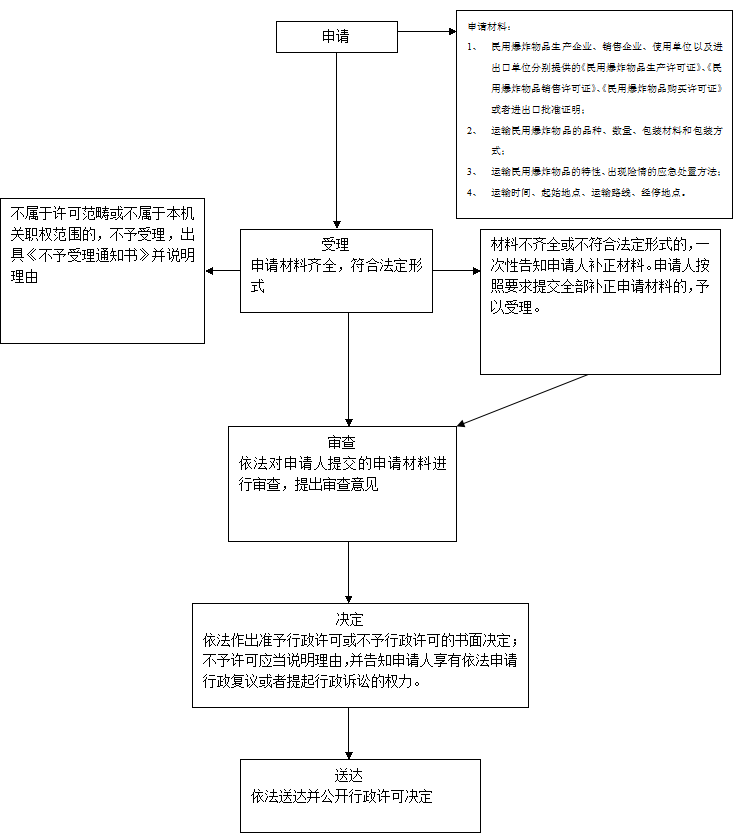 申请
申请材料：
1、 民用爆炸物品生产企业、销售企业、使用单位以及进
出口单位分别提供的《民用爆炸物品生产许可证》、《民
用爆炸物品销售许可证》、《民用爆炸物品购买许可证》
或者进出口批准证明；
2、 运输民用爆炸物品的品种、数量、包装材料和包装方
式；
3、 运输民用爆炸物品的特性、出现险情的应急处置方法；
4、 运输时间、起始地点、运输路线、经停地点。
不属于许可范畴或不属于本机
关职权范围的，不予受理，出
具《不予受理通知书》并说明
理由
受理
申请材料齐全，符合法定形
式
材料不齐全或不符合法定形式的，一
次性告知申请人补正材料。申请人按
照要求提交全部补正申请材料的，予
以受理。
审查
依法对申请人提交的申请材料进
行审查，提出审查意见
决定
依法作出准予行政许可或不予行政许可的书面决定；
不予许可应当说明理由，并告知申请人享有依法申请
行政复议或者提起行政诉讼的权力。
送达
依法送达并公开行政许可决定